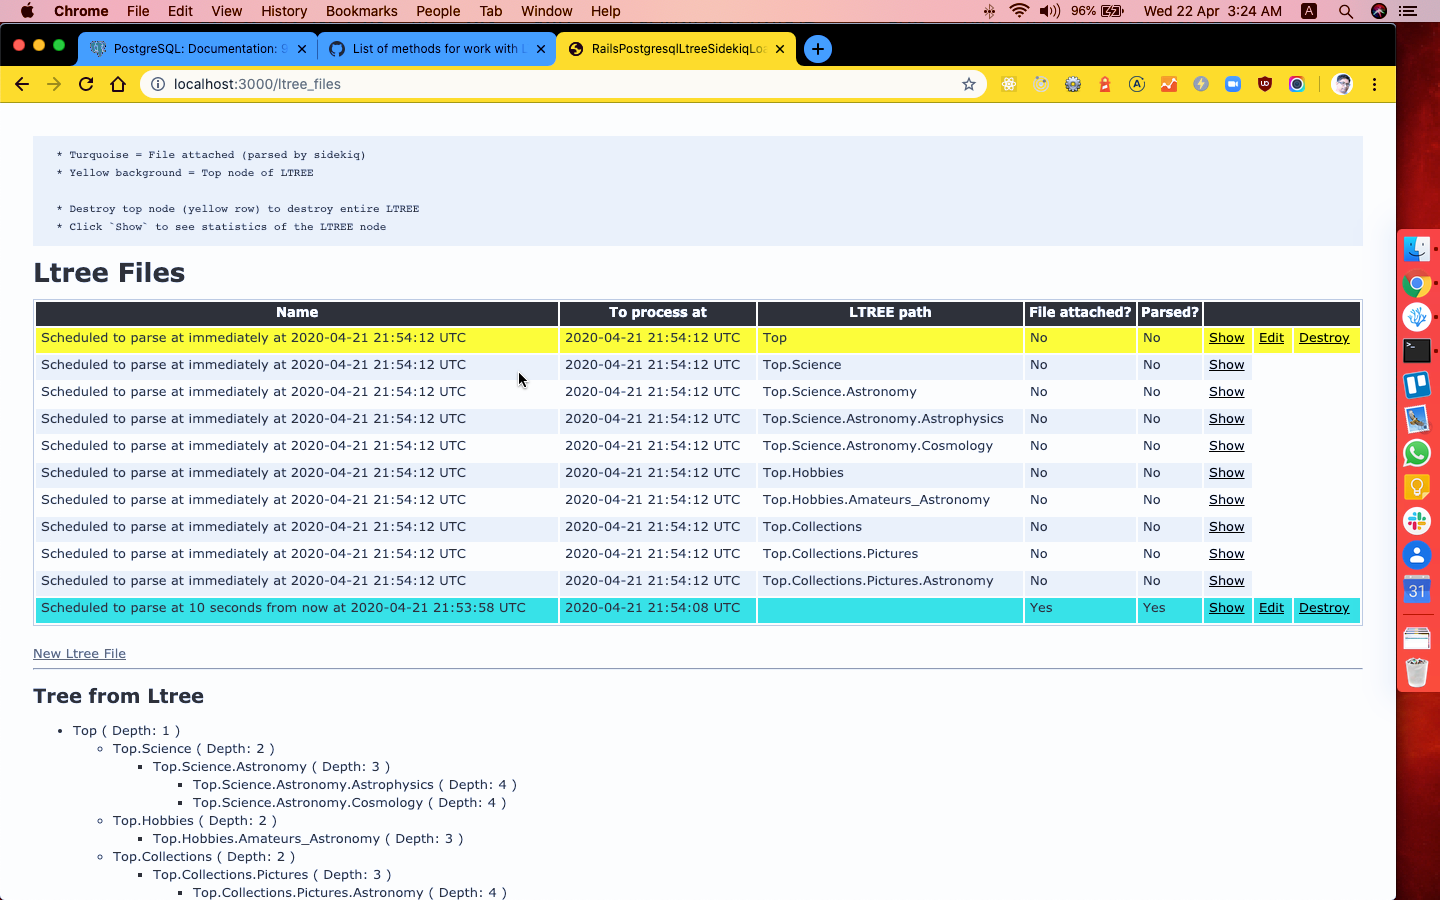 Chrome File Edit View History Bookmarks People Tab Window Help 96% Wed 22 Apr 3:24 AM A
PostgreSQL: Documentation: 9 List of methods for work with L RailsPostgresqlLtreeSidekiqLoa
localhost:3000/ltree_files
* Turquoise = File attached (parsed by sidekiq)
* Yellow background = Top node of LTREE
* Destroy top node (yellow row) to destroy entire LTREE
* Click `Show` to see statistics of the LTREE node
Ltree Files
Name To process at LTREE path File attached? Parsed?
Scheduled to parse at immediately at 2020-04-21 21:54:12 UTC 2020-04-21 21:54:12 UTC Top No No Show Edit Destroy
Scheduled to parse at immediately at 2020-04-21 21:54:12 UTC 2020-04-21 21:54:12 UTC Top.Science No No Show
Scheduled to parse at immediately at 2020-04-21 21:54:12 UTC 2020-04-21 21:54:12 UTC Top.Science.Astronomy No No Show
Scheduled to parse at immediately at 2020-04-21 21:54:12 UTC 2020-04-21 21:54:12 UTC Top.Science.Astronomy.Astrophysics No No Show
Scheduled to parse at immediately at 2020-04-21 21:54:12 UTC 2020-04-21 21:54:12 UTC Top.Science.Astronomy.Cosmology No No Show
Scheduled to parse at immediately at 2020-04-21 21:54:12 UTC 2020-04-21 21:54:12 UTC Top.Hobbies No No Show
Scheduled to parse at immediately at 2020-04-21 21:54:12 UTC 2020-04-21 21:54:12 UTC Top.Hobbies.Amateurs_Astronomy No No Show
Scheduled to parse at immediately at 2020-04-21 21:54:12 UTC 2020-04-21 21:54:12 UTC Top.Collections No No Show
Scheduled to parse at immediately at 2020-04-21 21:54:12 UTC 2020-04-21 21:54:12 UTC Top.Collections.Pictures No No Show
Scheduled to parse at immediately at 2020-04-21 21:54:12 UTC 2020-04-21 21:54:12 UTC Top.Collections.Pictures.Astronomy No No Show
Scheduled to parse at 10 seconds from now at 2020-04-21 21:53:58 UTC 2020-04-21 21:54:08 UTC Yes Yes Show Edit Destroy
New Ltree File
Tree from Ltree
Top ( Depth: 1 )
Top.Science ( Depth: 2 )
Top.Science.Astronomy ( Depth: 3 )
Top.Science.Astronomy.Astrophysics ( Depth: 4 )
Top.Science.Astronomy.Cosmology ( Depth: 4 )
Top.Hobbies ( Depth: 2 )
Top.Hobbies.Amateurs_Astronomy ( Depth: 3 )
Top.Collections ( Depth: 2 )
Top.Collections.Pictures ( Depth: 3 )
Top.Collections.Pictures.Astronomy ( Depth: 4 )
31